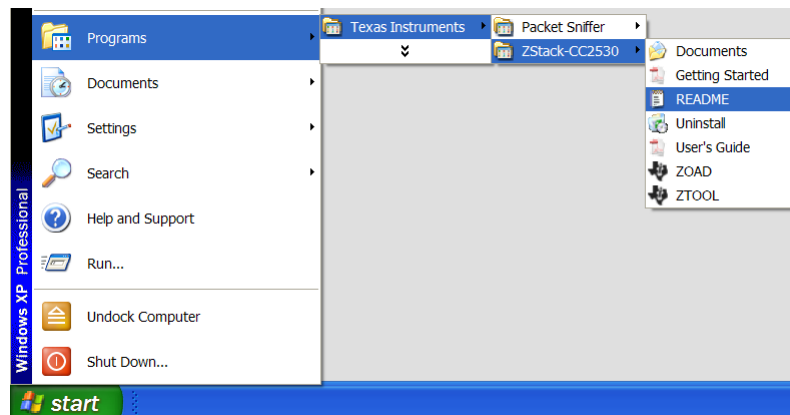 Programs
Documents
Settings
Search
Help and Support
Run...
Undock Computer
Shut Down...
Windows XP Professional
start
Texas Instruments
Packet Sniffer
ZStack-CC2530
Documents
Getting Started
README
Uninstall
User's Guide
ZOAD
ZTOOL